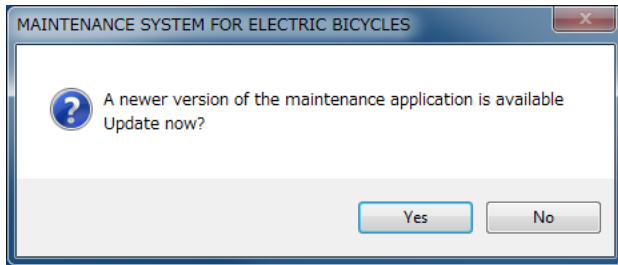 MAINTENANCE SYSTEM FOR ELECTRIC BICYCLES
A newer version of the maintenance application is available
Update now?
Yes
No